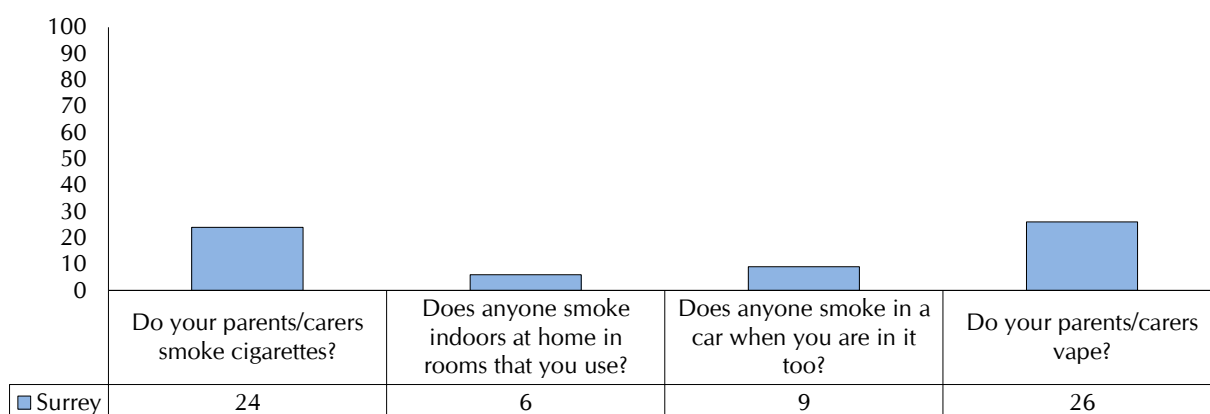 100
90
80
70
60
50
40
30
20
10
0
Do your parents/carers
smoke cigarettes?
Does anyone smoke
indoors at home in
rooms that you use?
Does anyone smoke in a
car when you are in it
too?
Do your parents/carers
vape?
Surrey 24 6 9 26